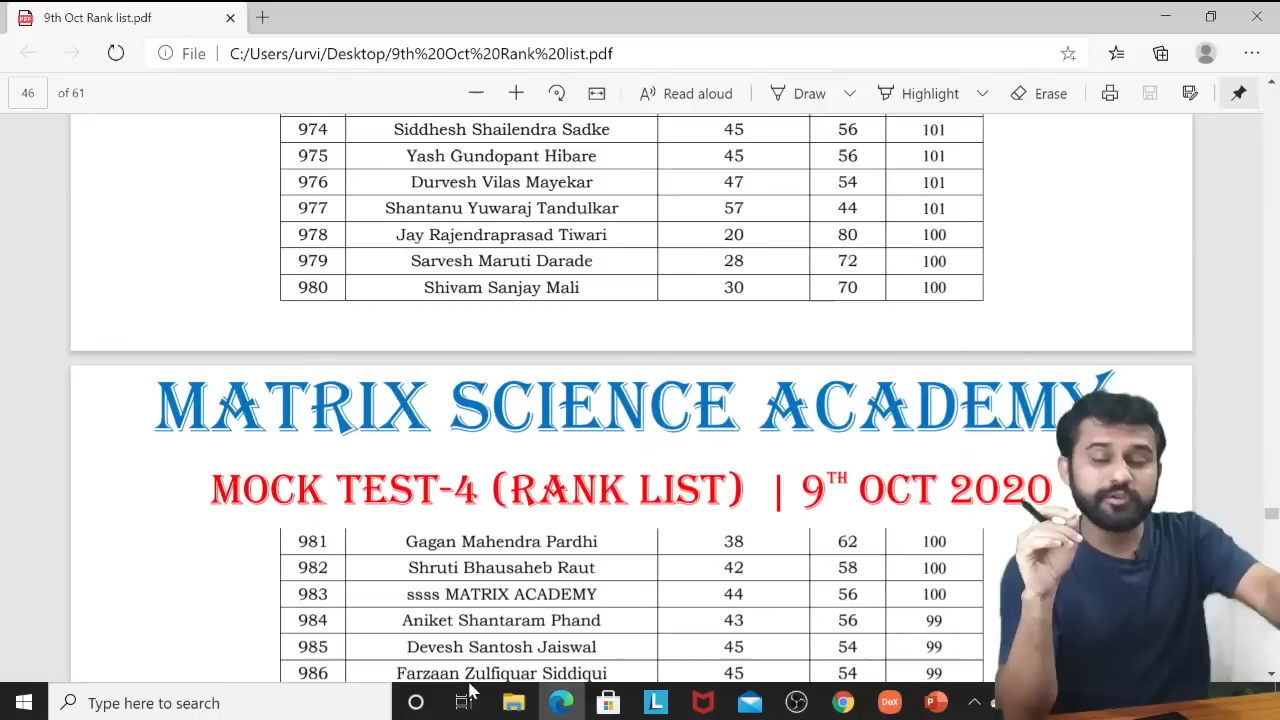 9th Oct Rank list.pdf
File C:/Users/urvi/Desktop/9th%20Oct%20Rank%20list.pdf
46 of 61 Read aloud Draw Highlight Erase
974 Siddhesh Shailendra Sadke 45 56 101
975 Yash Gundopant Hibare 45 56 101
976 Durvesh Vilas Mayekar 47 54 101
977 Shantanu Yuwaraj Tandulkar 57 44 101
978 Jay Rajendraprasad Tiwari 20 80 100
979 Sarvesh Maruti Darade 28 72 100
980 Shivam Sanjay Mali 30 70 100
MATRIX SCIENCE ACADEMY
MOCK TEST-4 (RANK LIST) | 9TH OCT 2020
981 Gagan Mahendra Pardhi 38 62 100
982 Shruti Bhausaheb Raut 42 58 100
983 ssss MATRIX ACADEMY 44 56 100
984 Aniket Shantaram Phand 43 56 99
985 Devesh Santosh Jaiswal 45 54 99
986 Farzaan Zulfiquar Siddiqui 45 54 99
Type here to search L DeX P